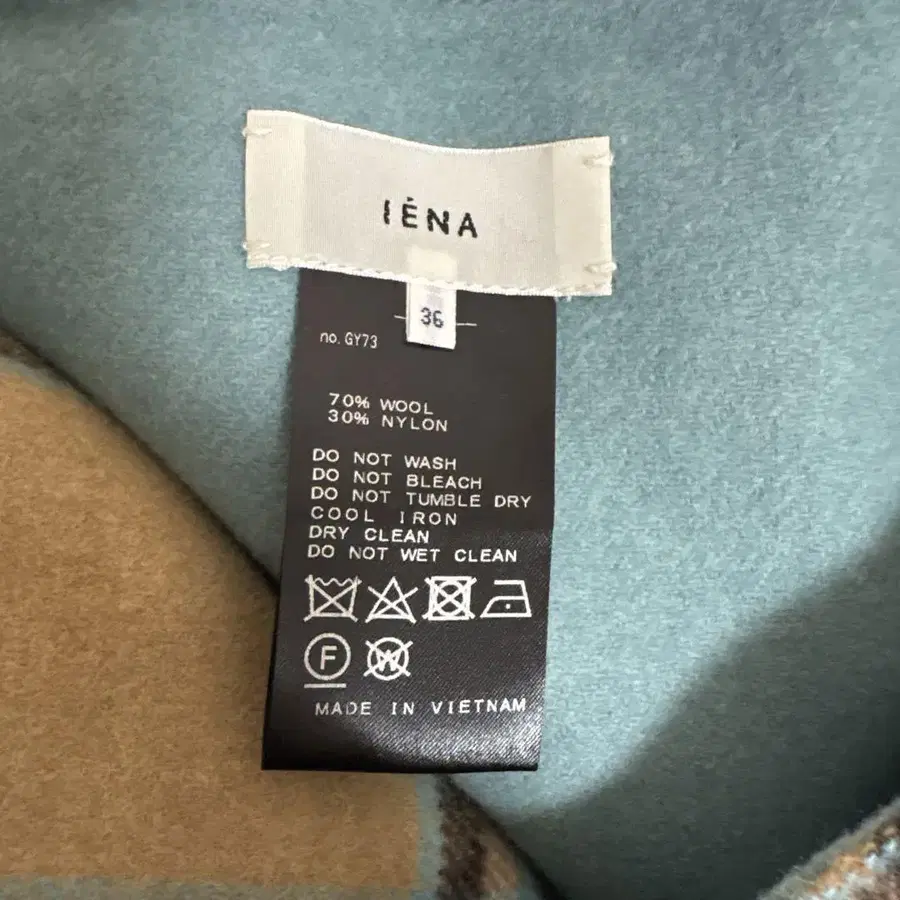 IÉNA
36
no. GY73
70% WOOL
30% NYLON
DO NOT WASH
DO NOT BLEACH
DO NOT TUMBLE DRY
COOL IRON
DRY CLEAN
DO NOT WET CLEAN
F W
MADE IN VIETNAM